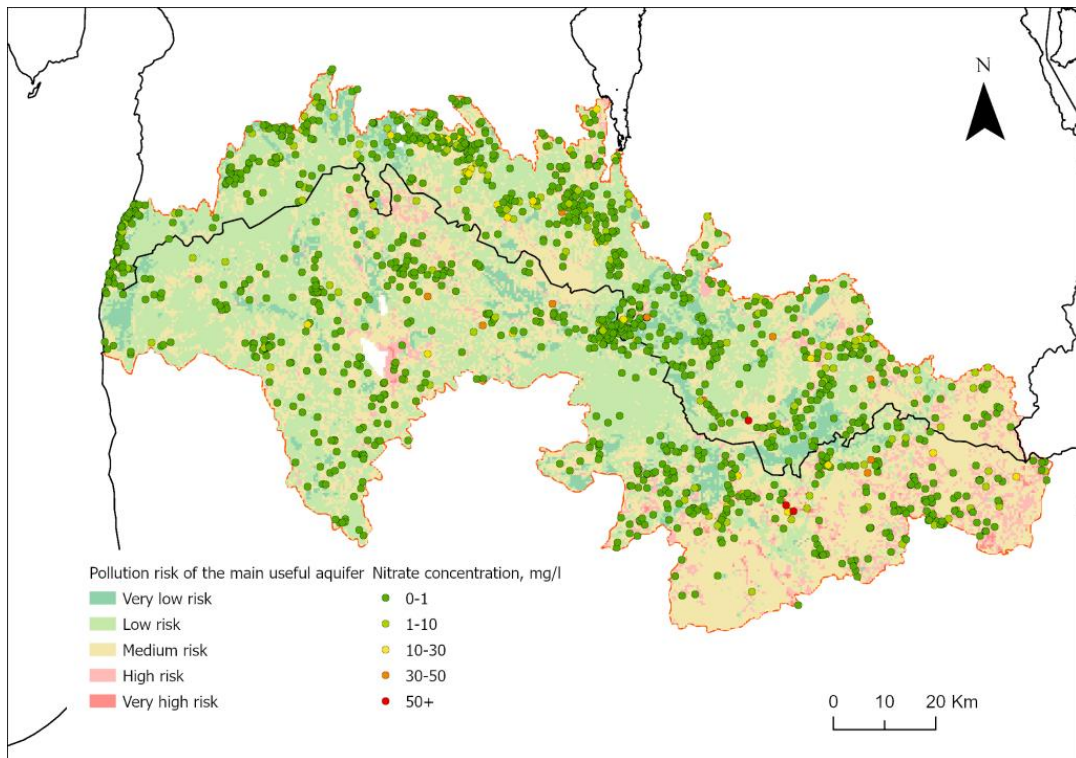 N
Pollution risk of the main useful aquifer
Very low risk
Low risk
Medium risk
High risk
Very high risk
Nitrate concentration, mg/l
0-1
1-10
10-30
30-50
50+
0 10 20 Km